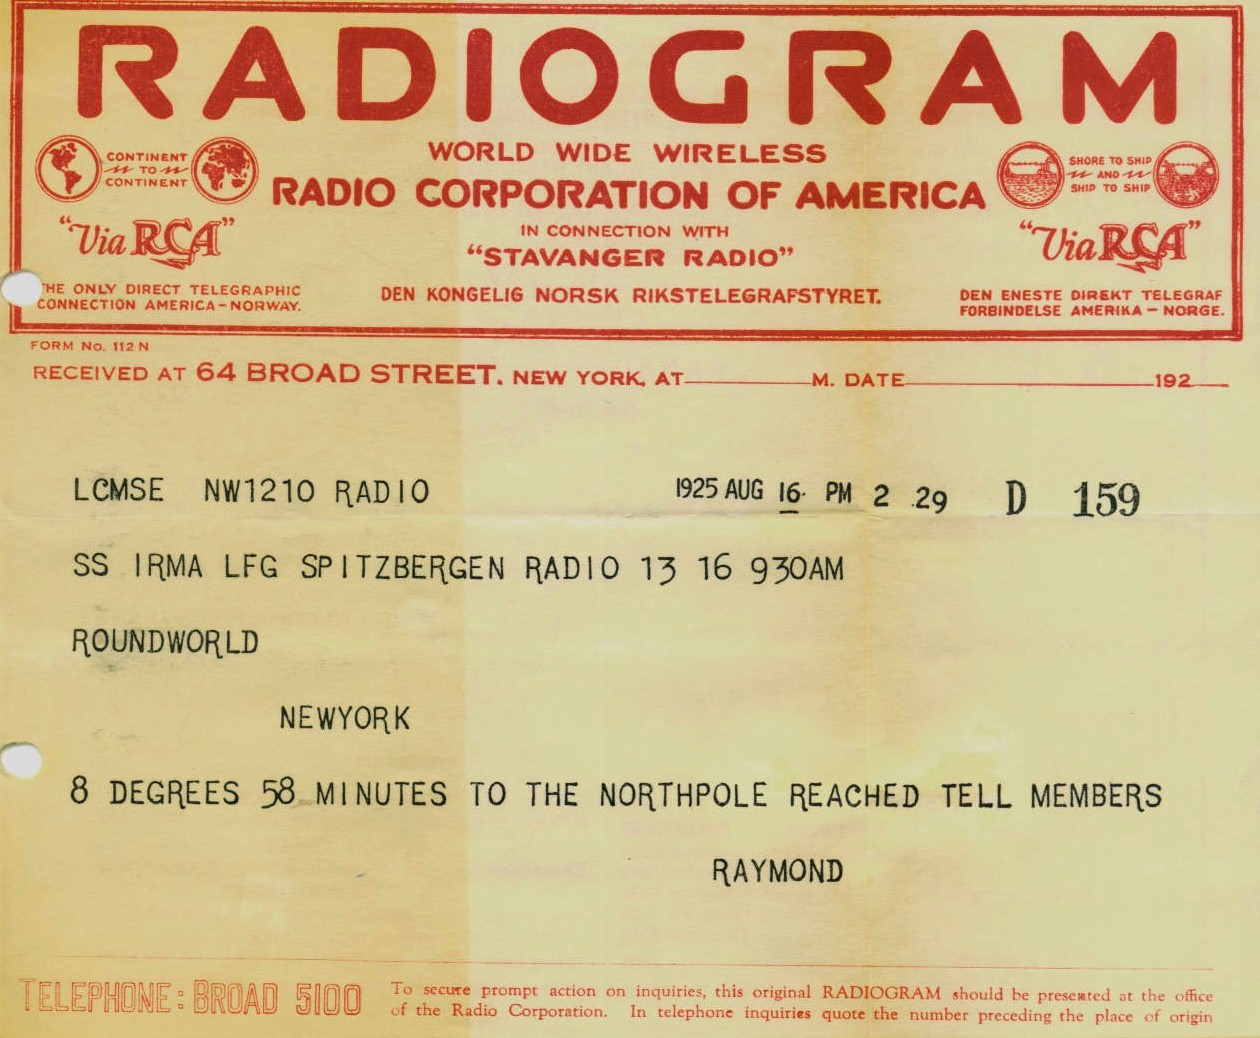 RADIOGRAM
WORLD WIDE WIRELESS
RADIO CORPORATION OF AMERICA
IN CONNECTION WITH
"STAVANGER RADIO"
DEN KONGELIG NORSK RIKSTELEGRAFSTYRET.
CONTINENT
TO
CONTINENT
"Via RCA"
THE ONLY DIRECT TELEGRAPHIC
CONNECTION AMERICA-NORWAY.
SHORE TO SHIP
AND
SHIP TO SHIP
"Via RCA"
DEN ENESTE DIREKT TELEGRAF
FORBINDELSE AMERIKA - NORGE.
FORM No. 112 N
RECEIVED AT 64 BROAD STREET, NEW YORK, AT M. DATE 192
LCMSE NW1210 RADIO 1925 AUG 16 PM 2 29 D 159
SS IRMA LFG SPITZBERGEN RADIO 13 16 930AM
ROUNDWORLD
NEWYORK
8 DEGREES 58 MINUTES TO THE NORTHPOLE REACHED TELL MEMBERS
RAYMOND
TELEPHONE: BROAD 5100
To secure prompt action on inquiries, this original RADIOGRAM should be presented at the office
of the Radio Corporation. In telephone inquiries quote the number preceding the place of origin